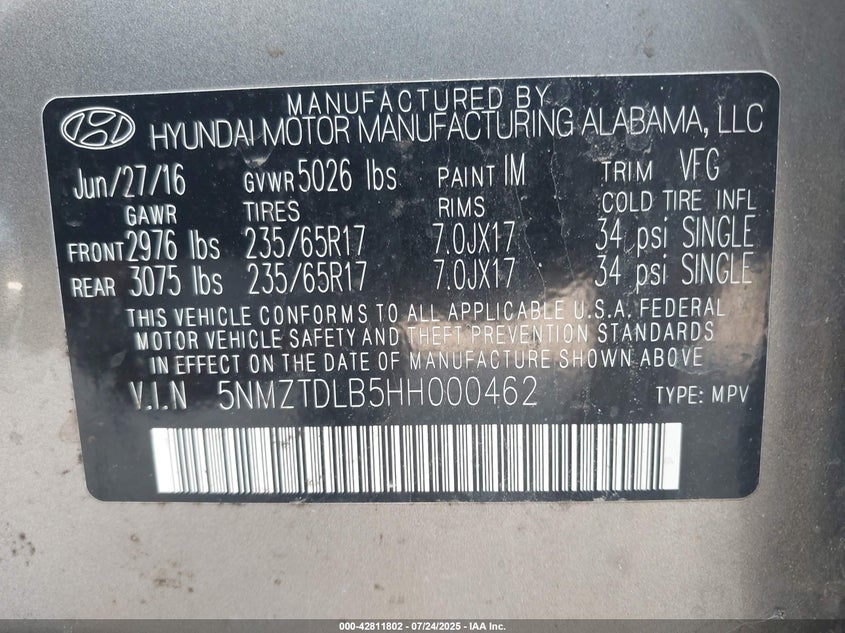 MANUFACTURED BY
HYUNDAI MOTOR MANUFACTURING ALABAMA, LLC
Jun/27/16 GVWR 5026 lbs PAINT IM TRIM VFG
GAWR TIRES RIMS COLD TIRE INFL
FRONT 2976 lbs 235/65R17 7.0JX17 34 psi SINGLE
REAR 3075 lbs 235/65R17 7.0JX17 34 psi SINGLE
THIS VEHICLE CONFORMS TO ALL APPLICABLE U.S.A. FEDERAL
MOTOR VEHICLE SAFETY AND THEFT PREVENTION STANDARDS
IN EFFECT ON THE DATE OF MANUFACTURE SHOWN ABOVE
V.I.N 5NMZTDLB5HH000462 TYPE: MPV
000-42811802 - 07/24/2025 - IAA Inc.